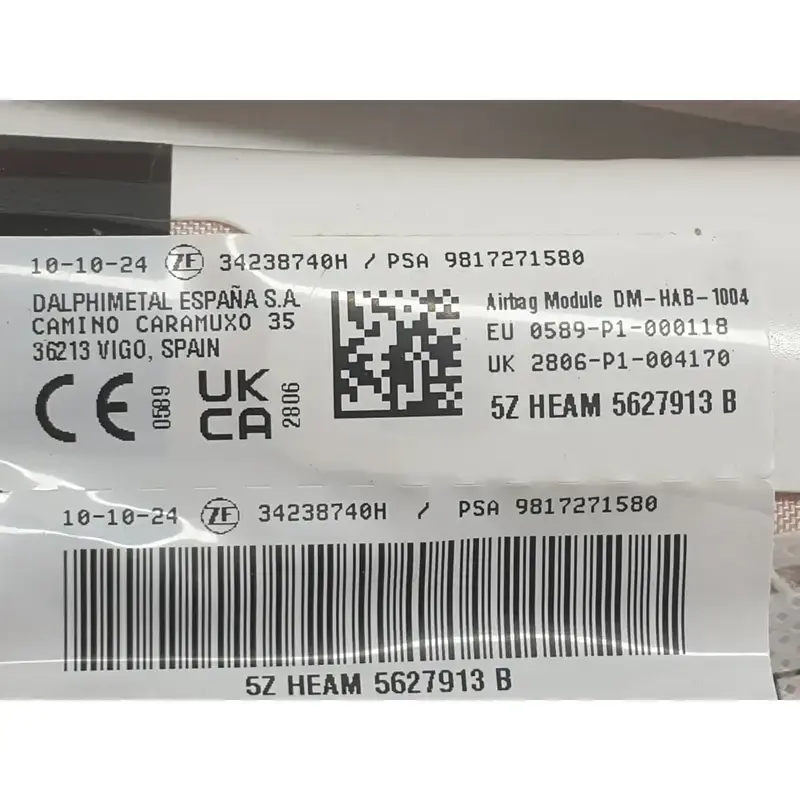 10-10-24 ZF 34238740H / PSA 9817271580
DALPHIMETAL ESPAÑA S.A.
CAMINO CARAMUXO 35
36213 VIGO, SPAIN
CE 0589 UKCA 2806
Airbag Module DM-HAB-1004
EU 0589-P1-000118
UK 2806-P1-004170
5Z HEAM 5627913 B
10-10-24 ZF 34238740H / PSA 9817271580
5Z HEAM 5627913 B